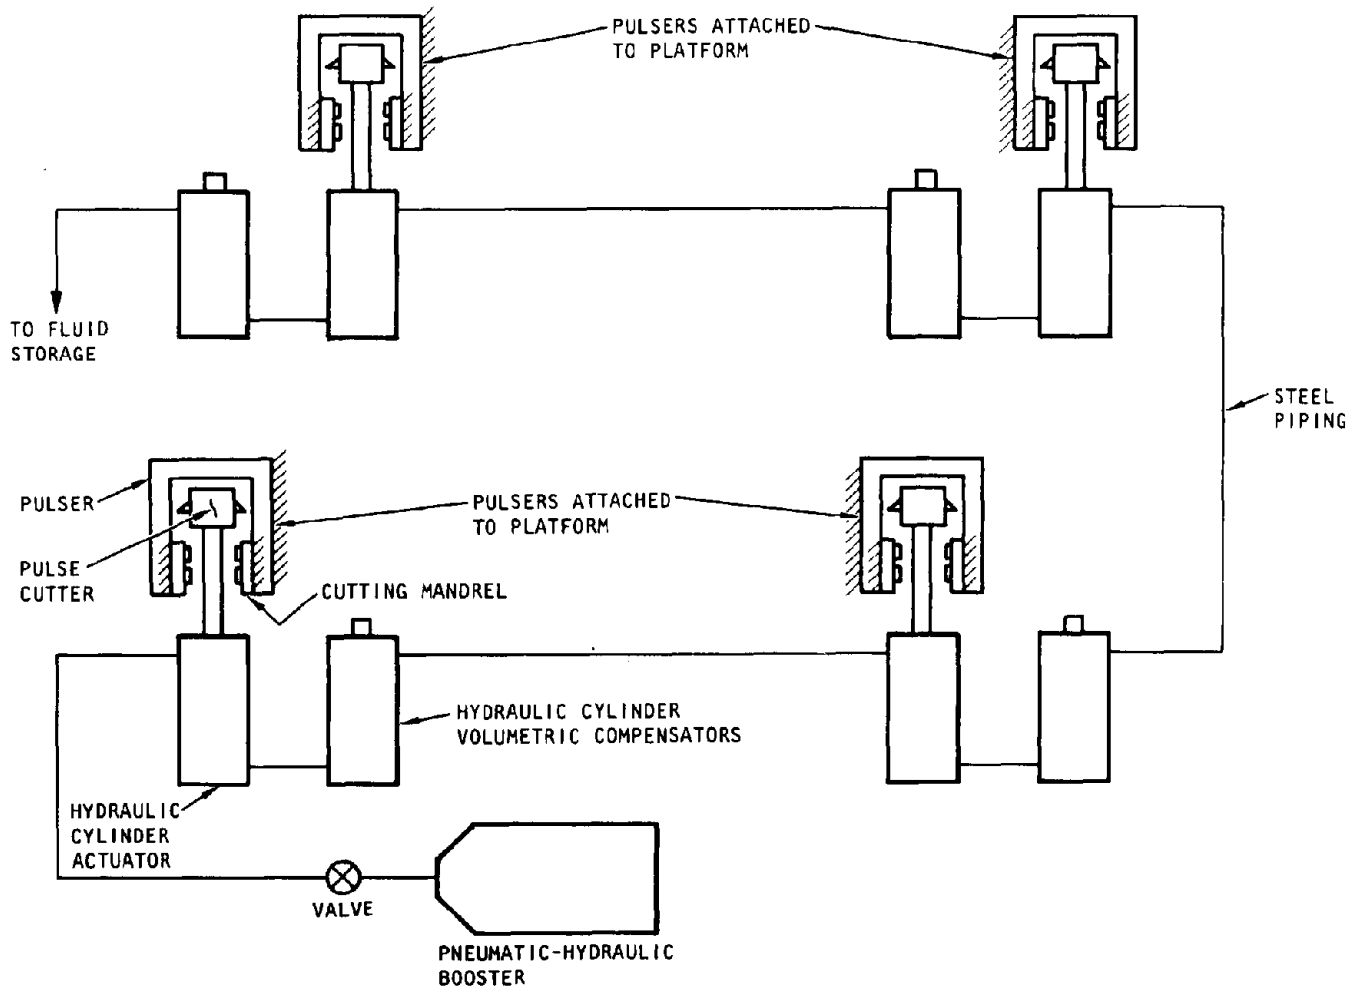 PULSERS ATTACHED
TO PLATFORM
TO FLUID
STORAGE
STEEL
PIPING
PULSER
PULSERS ATTACHED
TO PLATFORM
PULSE
CUTTER
CUTTING MANDREL
HYDRAULIC CYLINDER
VOLUMETRIC COMPENSATORS
HYDRAULIC
CYLINDER
ACTUATOR
VALVE
PNEUMATIC-HYDRAULIC
BOOSTER